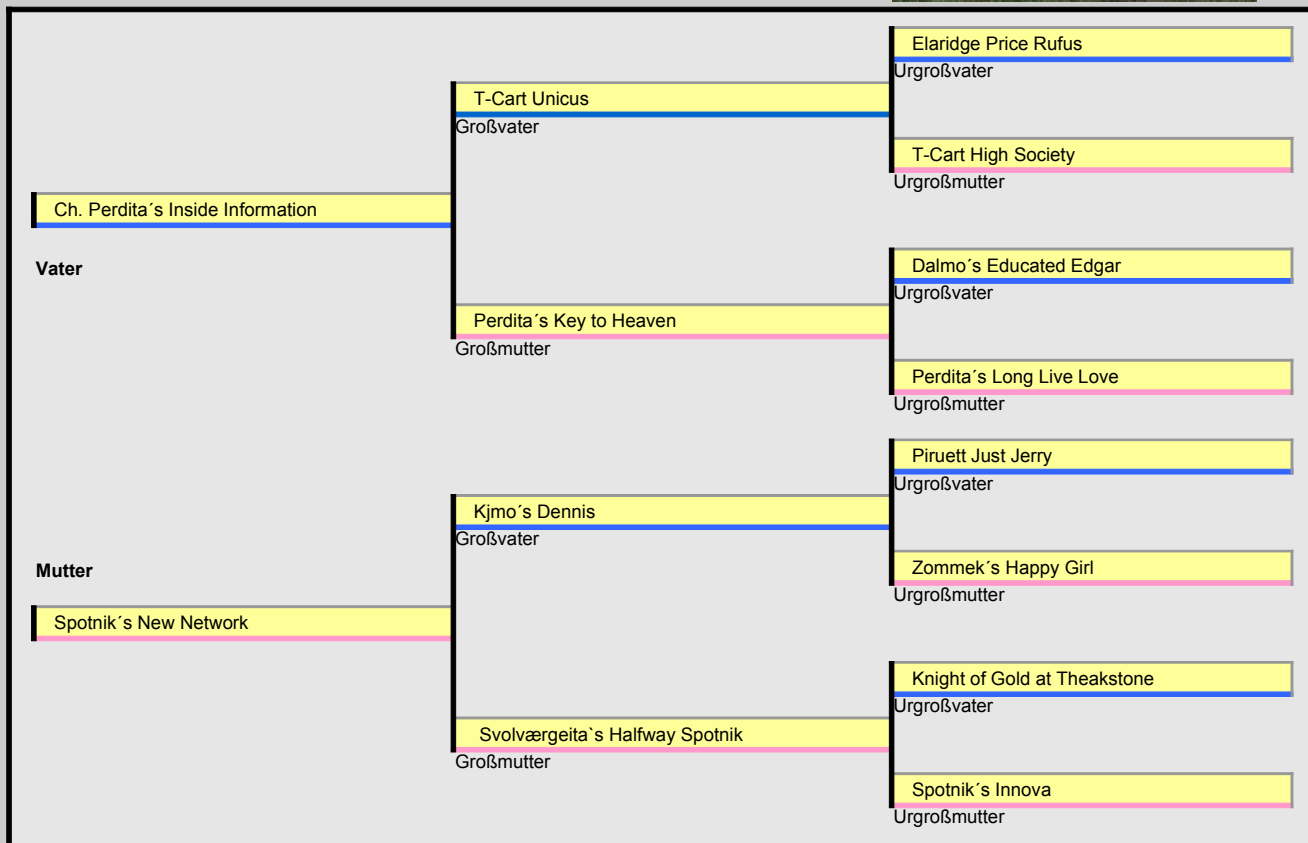 Elaridge Price Rufus
Urgroßvater
T-Cart Unicus
Großvater
T-Cart High Society
Urgroßmutter
Ch. Perdita´s Inside Information
Vater
Dalmo´s Educated Edgar
Urgroßvater
Perdita´s Key to Heaven
Großmutter
Perdita´s Long Live Love
Urgroßmutter
Piruett Just Jerry
Urgroßvater
Kjmo´s Dennis
Großvater
Mutter
Zommek´s Happy Girl
Urgroßmutter
Spotnik´s New Network
Knight of Gold at Theakstone
Urgroßvater
Svolværgeita`s Halfway Spotnik
Großmutter
Spotnik´s Innova
Urgroßmutter